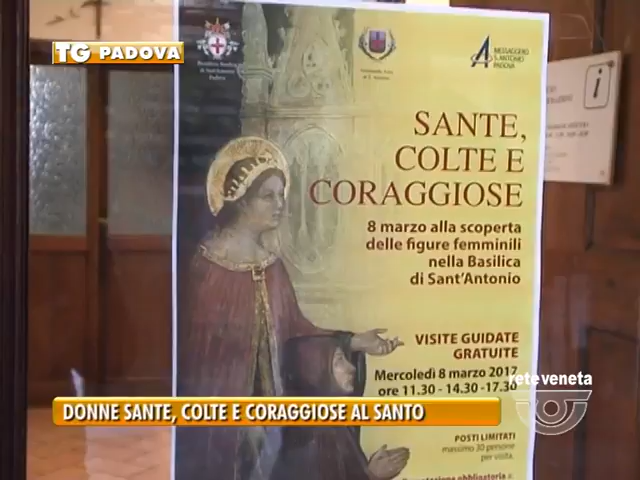 TG PADOVA
MESSAGGERO
S. ANTONIO
PADOVA
SANTE,
COLTE E
CORAGGIOSE
8 marzo alla scoperta
delle figure femminili
nella Basilica
di Sant'Antonio
VISITE GUIDATE
GRATUITE
Mercoledì 8 marzo 2017
ore 11.30 - 14.30 -17.30
reteveneta
DONNE SANTE, COLTE E CORAGGIOSE AL SANTO
POSTI LIMITATI
massimo 30 persone
per visita.